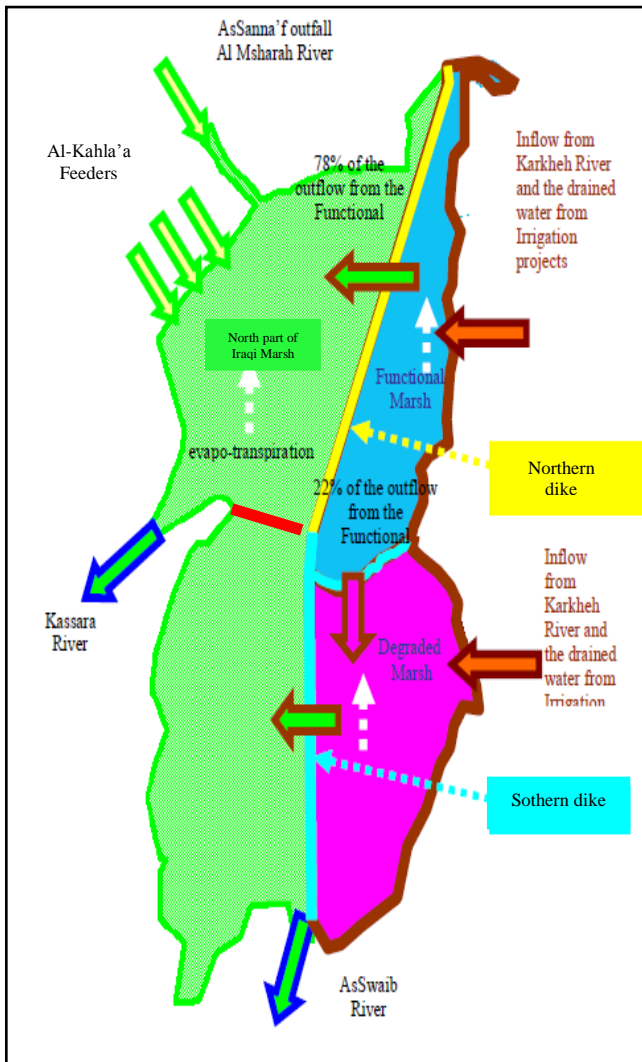 AsSanna’f outfall
Al Msharah River
Al-Kahla’a
Feeders
78% of the
outflow from the
Functional
Inflow from
Karkheh River
and the drained
water from
Irrigation
projects
North part of
Iraqi Marsh
Functional
Marsh
evapo-transpiration
Northern
dike
22% of the outflow
from the
Functional
Kassara
River
Inflow
from
Karkheh
River and
the drained
water from
Irrigation
Degraded
Marsh
Sothern dike
AsSwaib
River